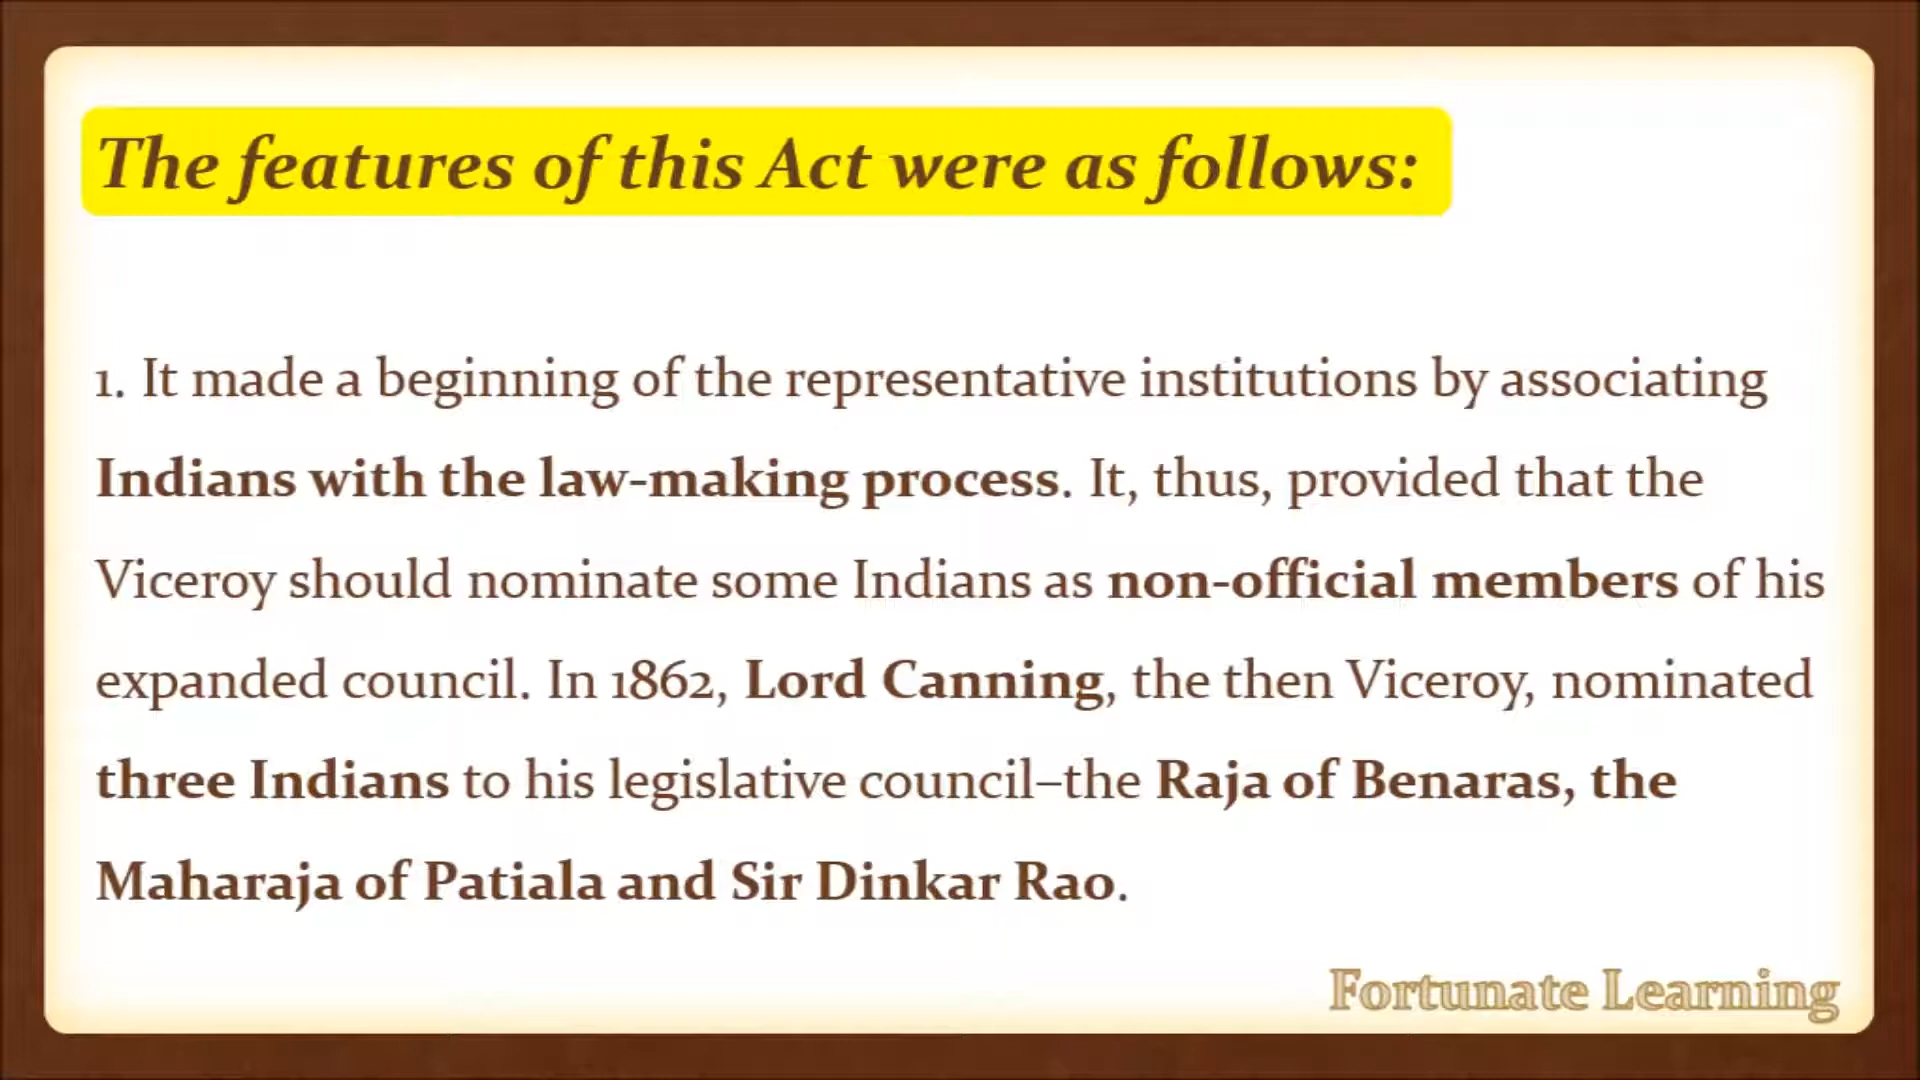 The features of this Act were as follows:
1. It made a beginning of the representative institutions by associating
Indians with the law-making process. It, thus, provided that the
Viceroy should nominate some Indians as non-official members of his
expanded council. In 1862, Lord Canning, the then Viceroy, nominated
three Indians to his legislative council–the Raja of Benaras, the
Maharaja of Patiala and Sir Dinkar Rao.
Fortunate Learning